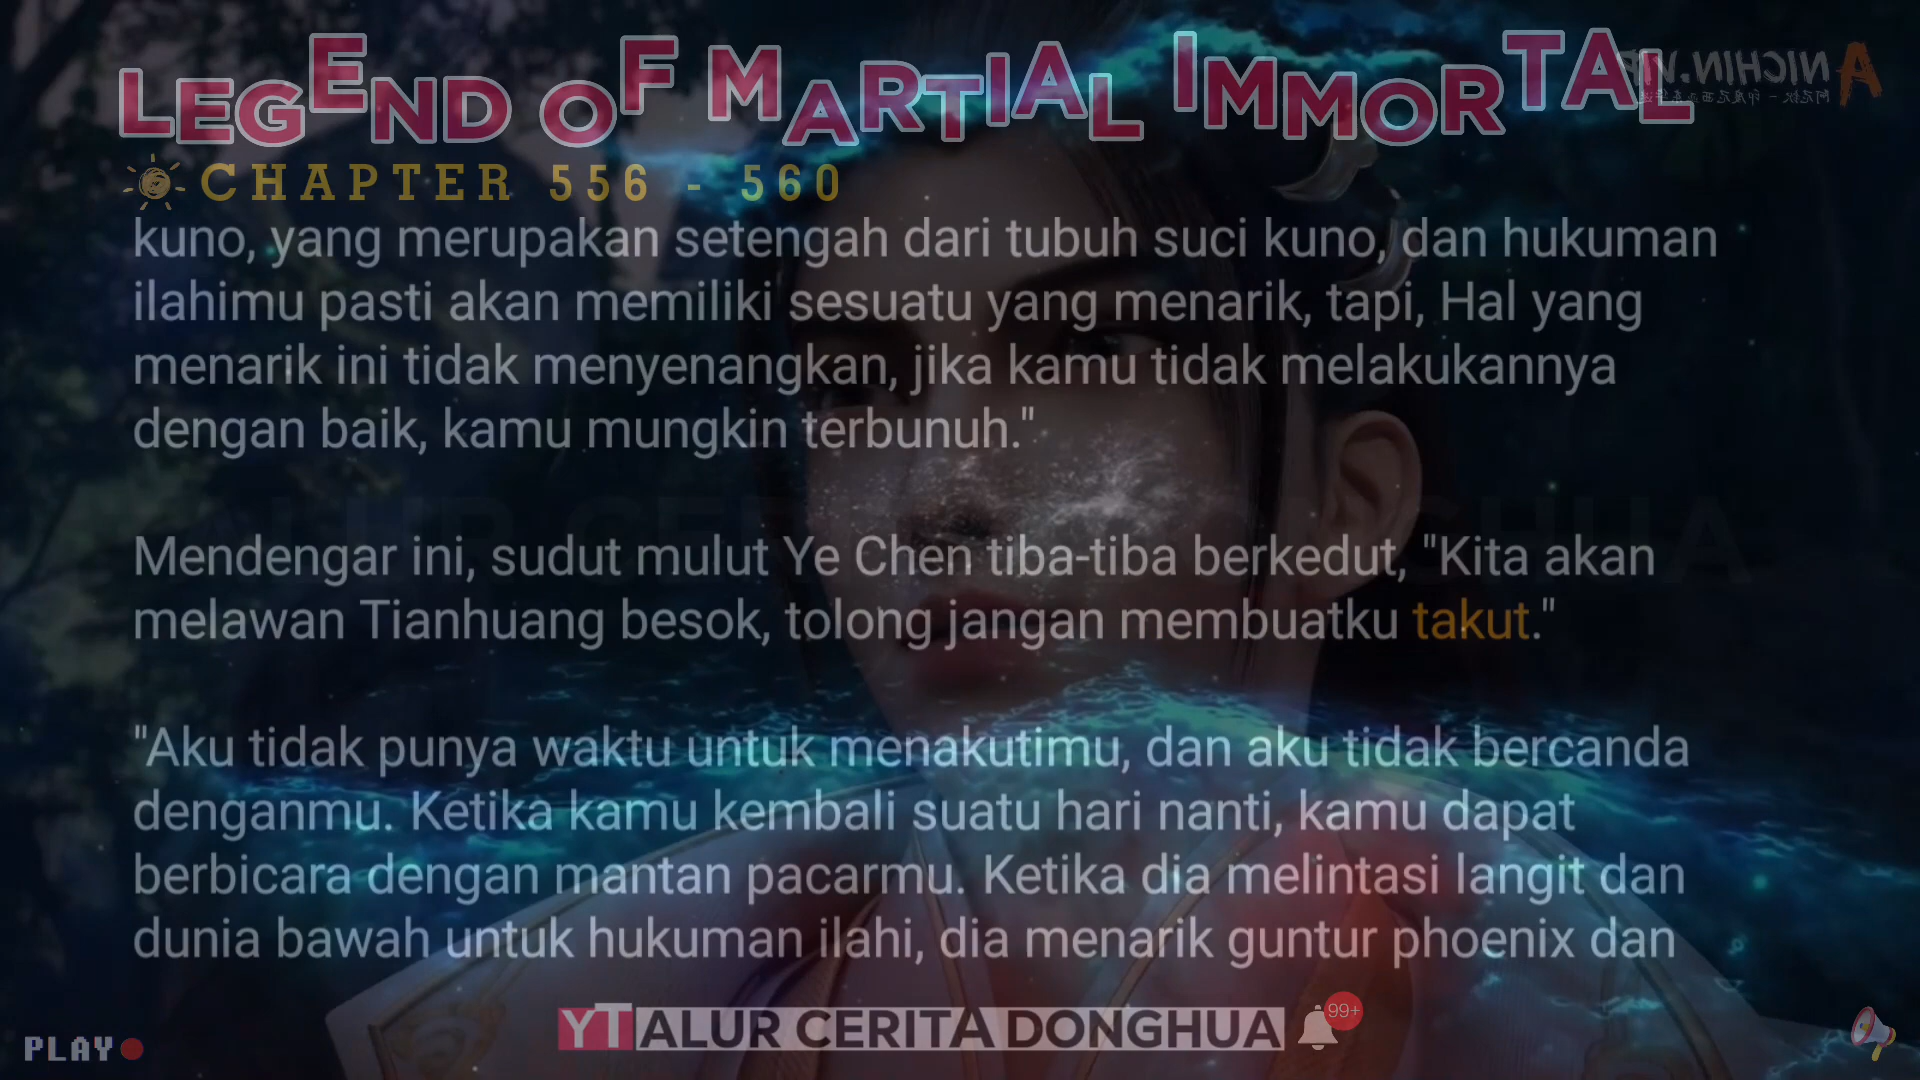 LEGEND OF MARTIAL IMMORTAL
ANICHIN.VIP
CHAPTER 556 - 560
kuno, yang merupakan setengah dari tubuh suci kuno, dan hukuman
ilahimu pasti akan memiliki sesuatu yang menarik, tapi, Hal yang
menarik ini tidak menyenangkan, jika kamu tidak melakukannya
dengan baik, kamu mungkin terbunuh."
Mendengar ini, sudut mulut Ye Chen tiba-tiba berkedut, "Kita akan
melawan Tianhuang besok, tolong jangan membuatku takut."
"Aku tidak punya waktu untuk menakutimu, dan aku tidak bercanda
denganmu. Ketika kamu kembali suatu hari nanti, kamu dapat
berbicara dengan mantan pacarmu. Ketika dia melintasi langit dan
dunia bawah untuk hukuman ilahi, dia menarik guntur phoenix dan
YT ALUR CERITA DONGHUA
99+
PLAY